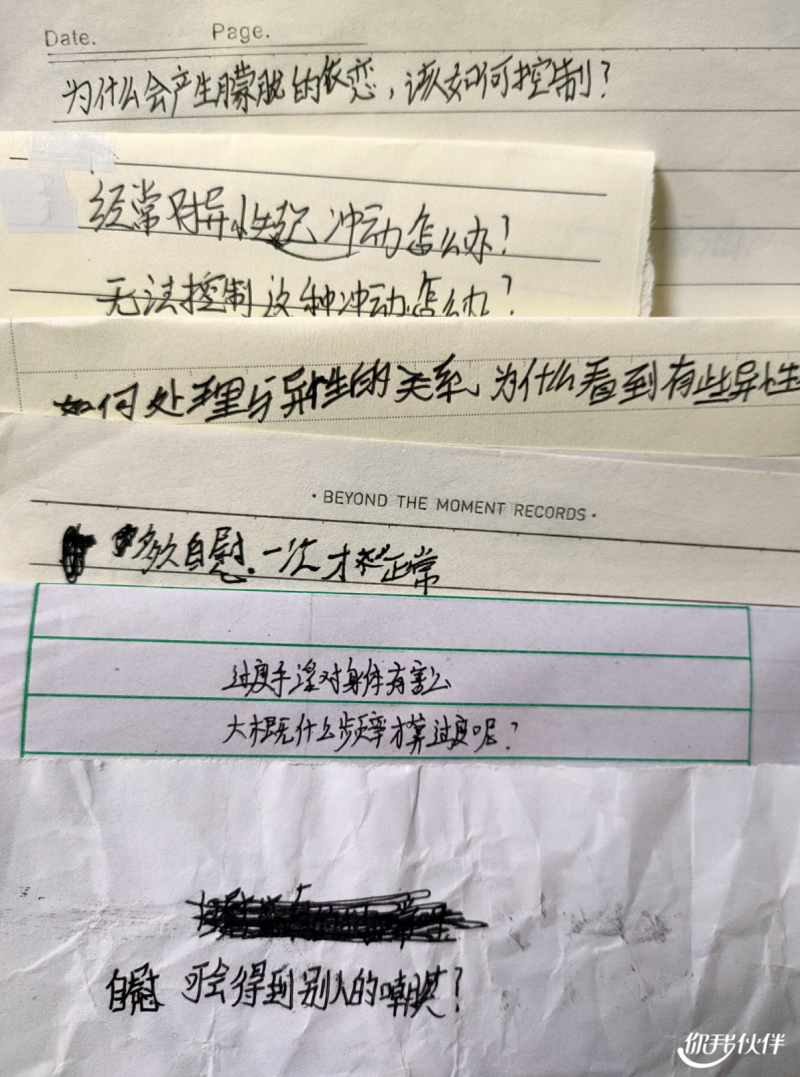 Date. Page.
为什么会产生朦胧的依恋，该如何控制？
经常对异性起冲动怎么办？
无法控制这种冲动怎么办？
如何处理与异性的关系，为什么看到有些异性
多久自慰一次才正常
· BEYOND THE MOMENT RECORDS ·
过度手淫对身体有害么
大概什么频率才算过度呢？
自慰 可会得到别人的嘲笑？
你我伙伴